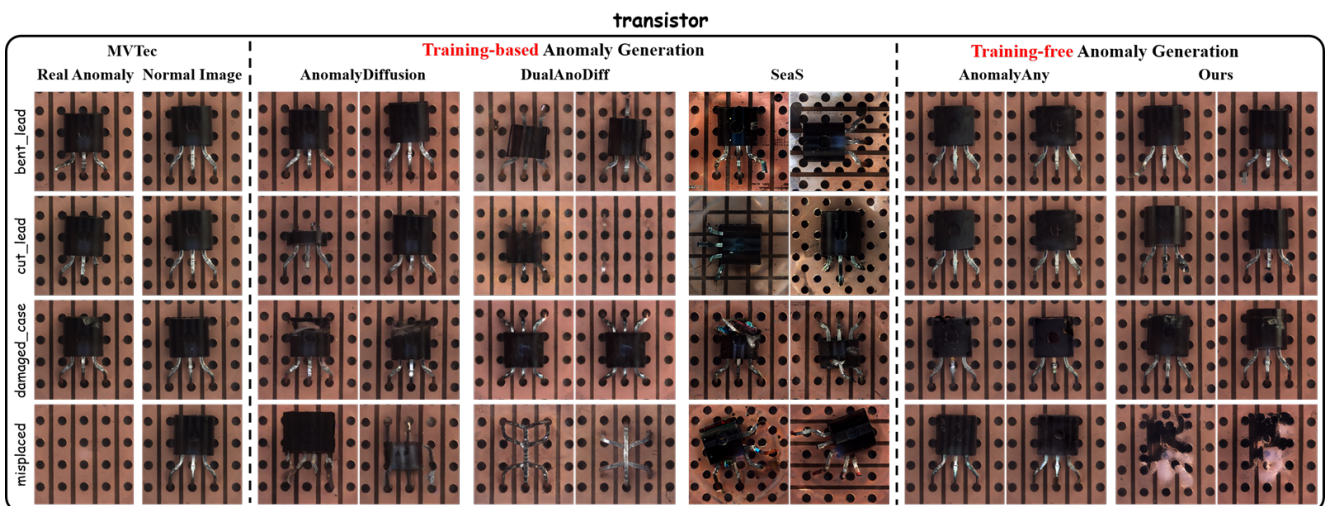 transistor
MVTec
Training-based Anomaly Generation
Training-free Anomaly Generation
Real Anomaly Normal Image AnomalyDiffusion DualAnoDiff SeaS AnomalyAny Ours
bent_lead
cut_lead
damaged_case
misplaced